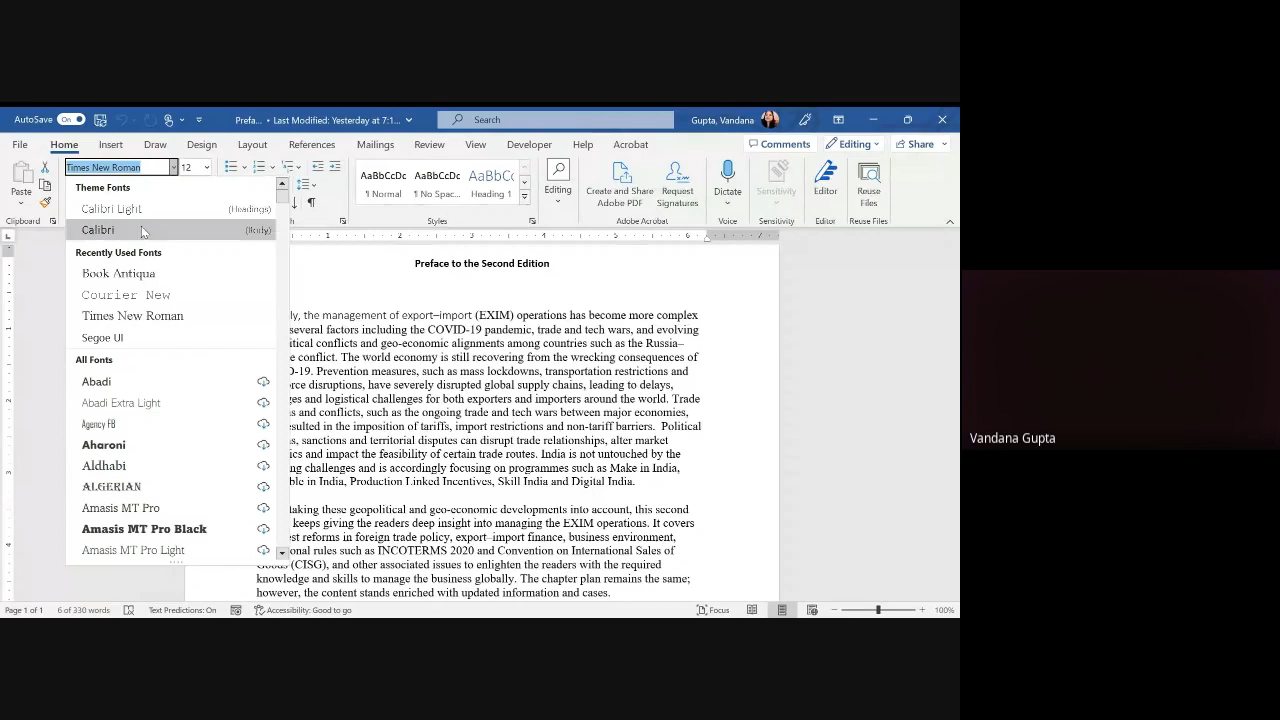 AutoSave On Prefa... • Last Modified: Yesterday at 7:1... Search Gupta, Vandana
File Home Insert Draw Design Layout References Mailings Review View Developer Help Acrobat Comments Editing Share
Times New Roman 12
Paste
Clipboard
Theme Fonts
Calibri Light (Headings)
Calibri (Body)
Recently Used Fonts
Book Antiqua
Courier New
Times New Roman
Segoe UI
All Fonts
Abadi
Abadi Extra Light
Agency FB
Aharoni
Aldhabi
ALGERIAN
Amasis MT Pro
Amasis MT Pro Black
Amasis MT Pro Light
AaBbCcDc AaBbCcDc AaBbCc
¶ Normal ¶ No Spac... Heading 1
Styles
Editing
Create and Share Adobe PDF
Request Signatures
Adobe Acrobat
Dictate
Voice
Sensitivity
Sensitivity
Editor
Editor
Reuse Files
Reuse Files
1 2 3 4 5 6 7
1
2
3
4
Preface to the Second Edition
ly, the management of export–import (EXIM) operations has become more complex
several factors including the COVID-19 pandemic, trade and tech wars, and evolving
itical conflicts and geo-economic alignments among countries such as the Russia–
e conflict. The world economy is still recovering from the wrecking consequences of
D-19. Prevention measures, such as mass lockdowns, transportation restrictions and
orce disruptions, have severely disrupted global supply chains, leading to delays,
ges and logistical challenges for both exporters and importers around the world. Trade
s and conflicts, such as the ongoing trade and tech wars between major economies,
esulted in the imposition of tariffs, import restrictions and non-tariff barriers. Political
s, sanctions and territorial disputes can disrupt trade relationships, alter market
ics and impact the feasibility of certain trade routes. India is not untouched by the
ng challenges and is accordingly focusing on programmes such as Make in India,
ble in India, Production Linked Incentives, Skill India and Digital India.
taking these geopolitical and geo-economic developments into account, this second
keeps giving the readers deep insight into managing the EXIM operations. It covers
est reforms in foreign trade policy, export–import finance, business environment,
onal rules such as INCOTERMS 2020 and Convention on International Sales of
Goods (CISG), and other associated issues to enlighten the readers with the required
knowledge and skills to manage the business globally. The chapter plan remains the same;
however, the content stands enriched with updated information and cases.
Page 1 of 1 6 of 330 words Text Predictions: On Accessibility: Good to go Focus 100%
Vandana Gupta